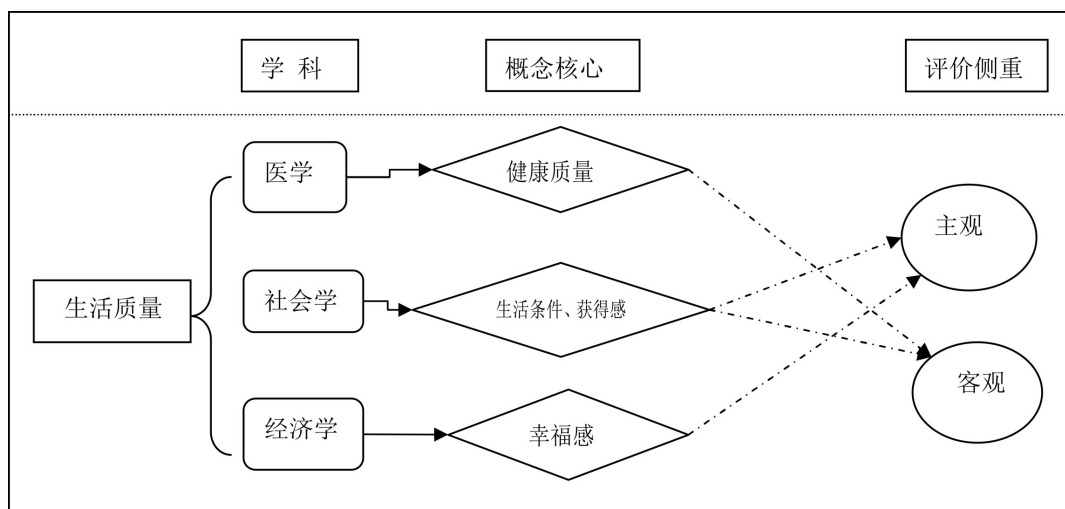 学 科
概念核心
评价侧重
医学
健康质量
主观
生活质量
社会学
生活条件、获得感
客观
经济学
幸福感